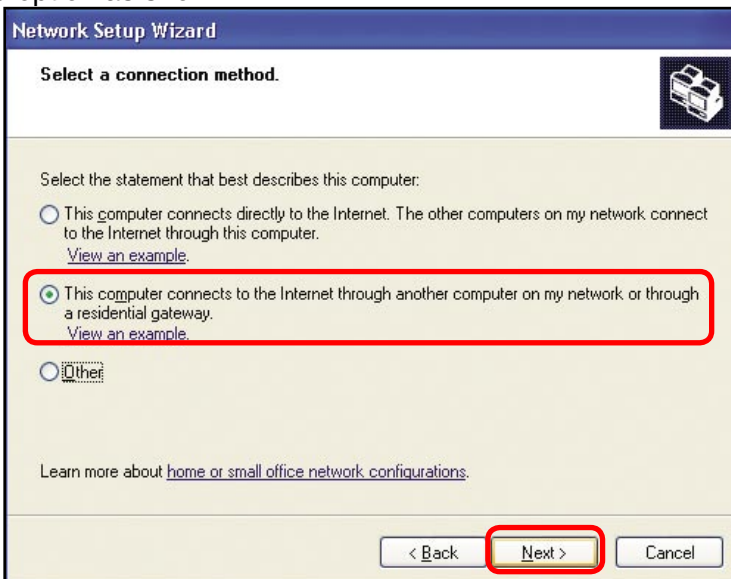 Network Setup Wizard
Select a connection method.
Select the statement that best describes this computer:
This computer connects directly to the Internet. The other computers on my network connect
to the Internet through this computer.
View an example.
This computer connects to the Internet through another computer on my network or through
a residential gateway.
View an example.
Other
Learn more about home or small office network configurations.
< Back Next > Cancel